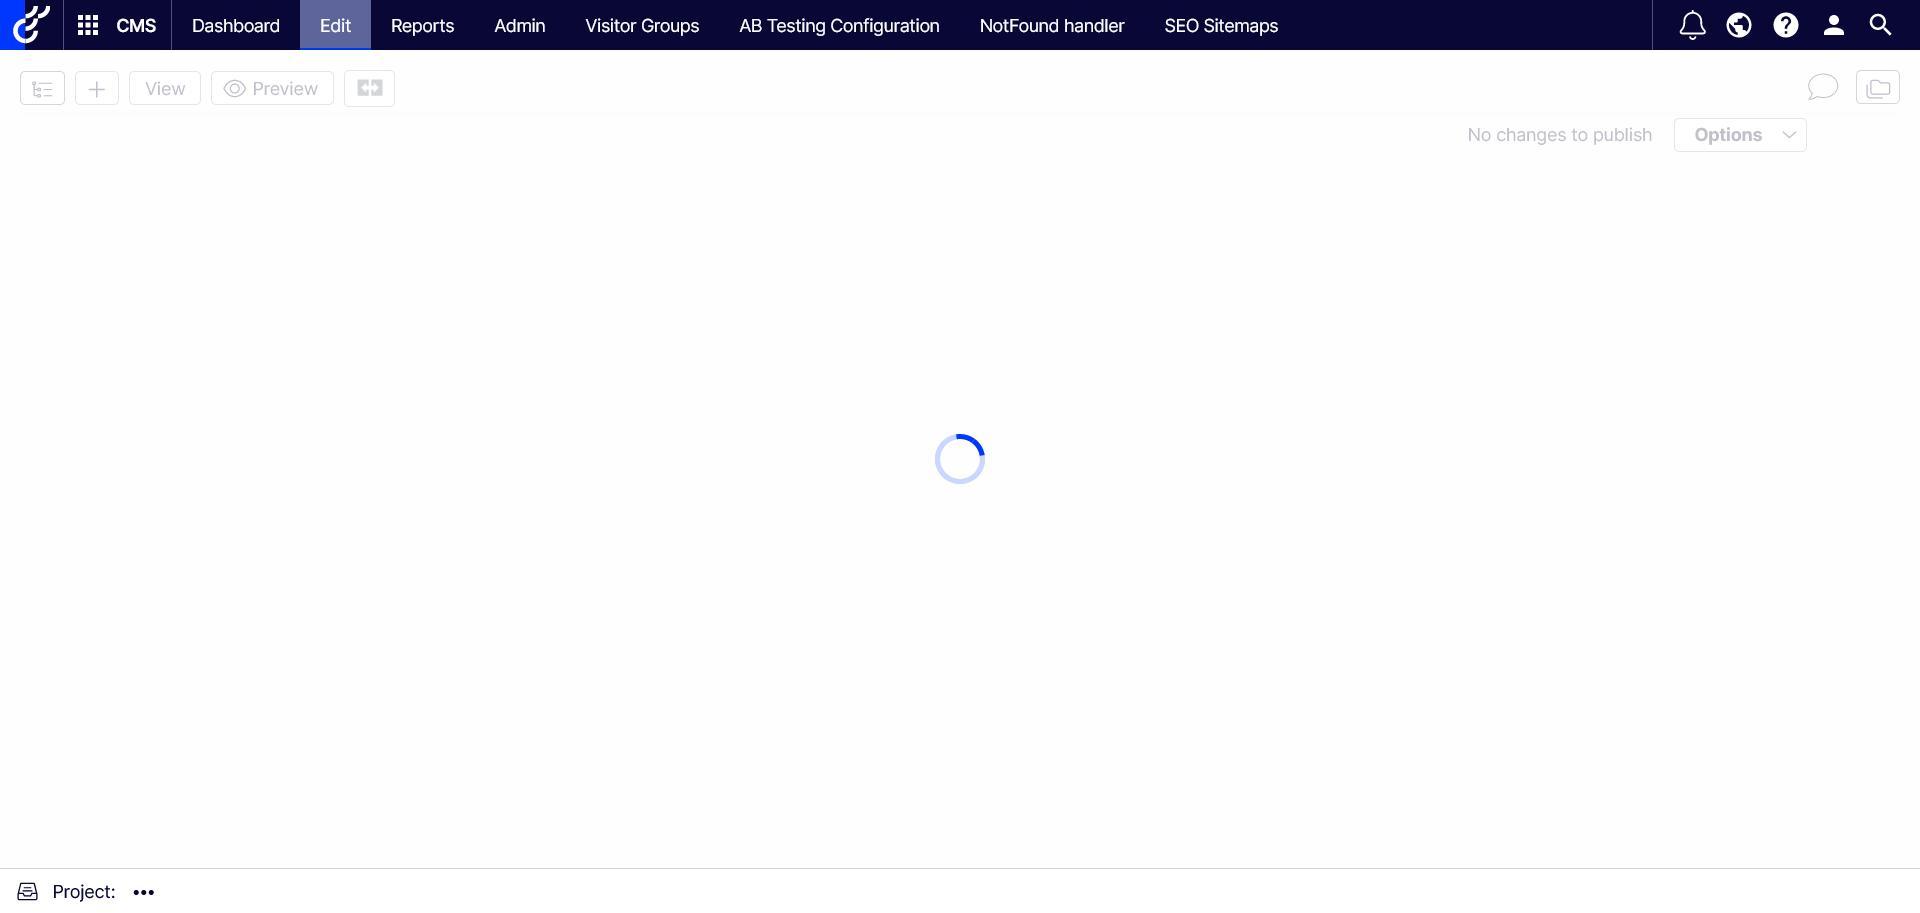 CMS Dashboard Edit Reports Admin Visitor Groups AB Testing Configuration NotFound handler SEO Sitemaps
View Preview
No changes to publish Options
Project: